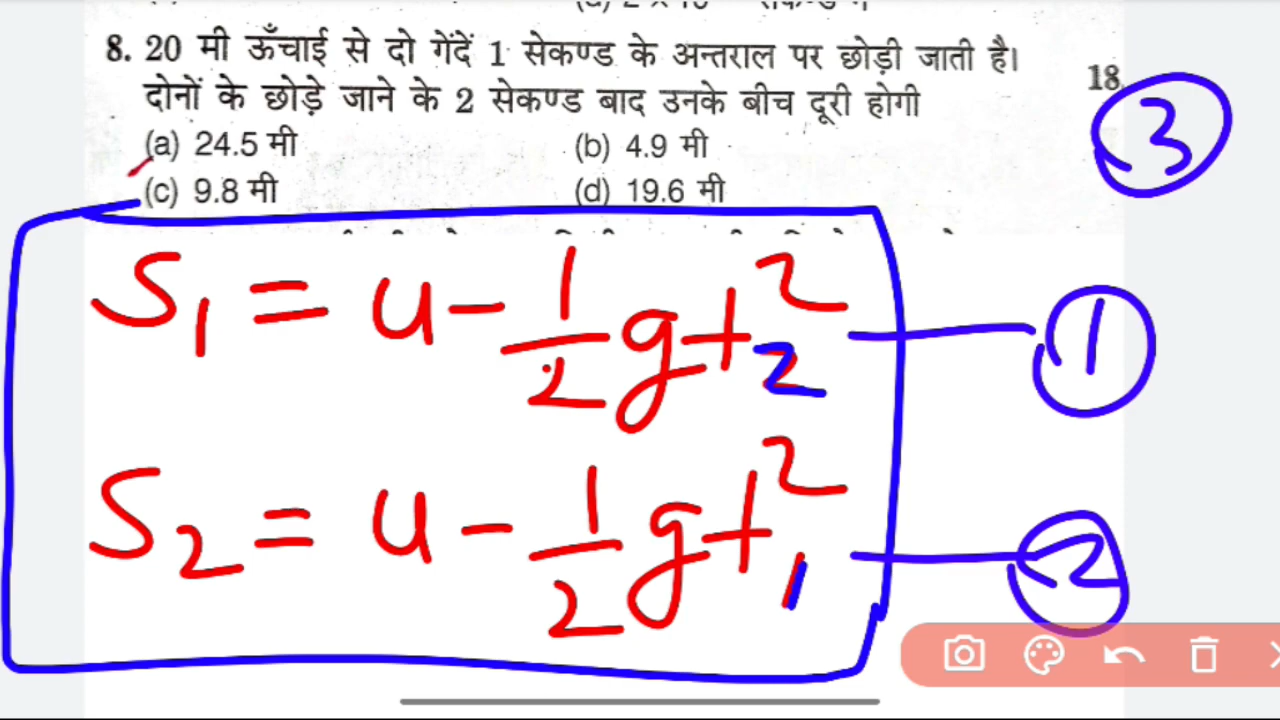 8. 20 मी ऊँचाई से दो गेंदें 1 सेकण्ड के अन्तराल पर छोड़ी जाती है।
दोनों के छोड़े जाने के 2 सेकण्ड बाद उनके बीच दूरी होगी
(a) 24.5 मी (b) 4.9 मी
(c) 9.8 मी (d) 19.6 मी
18
3
S₁ = u - 1/2 gt₂² 1
S₂ = u - 1/2 gt₁² 2